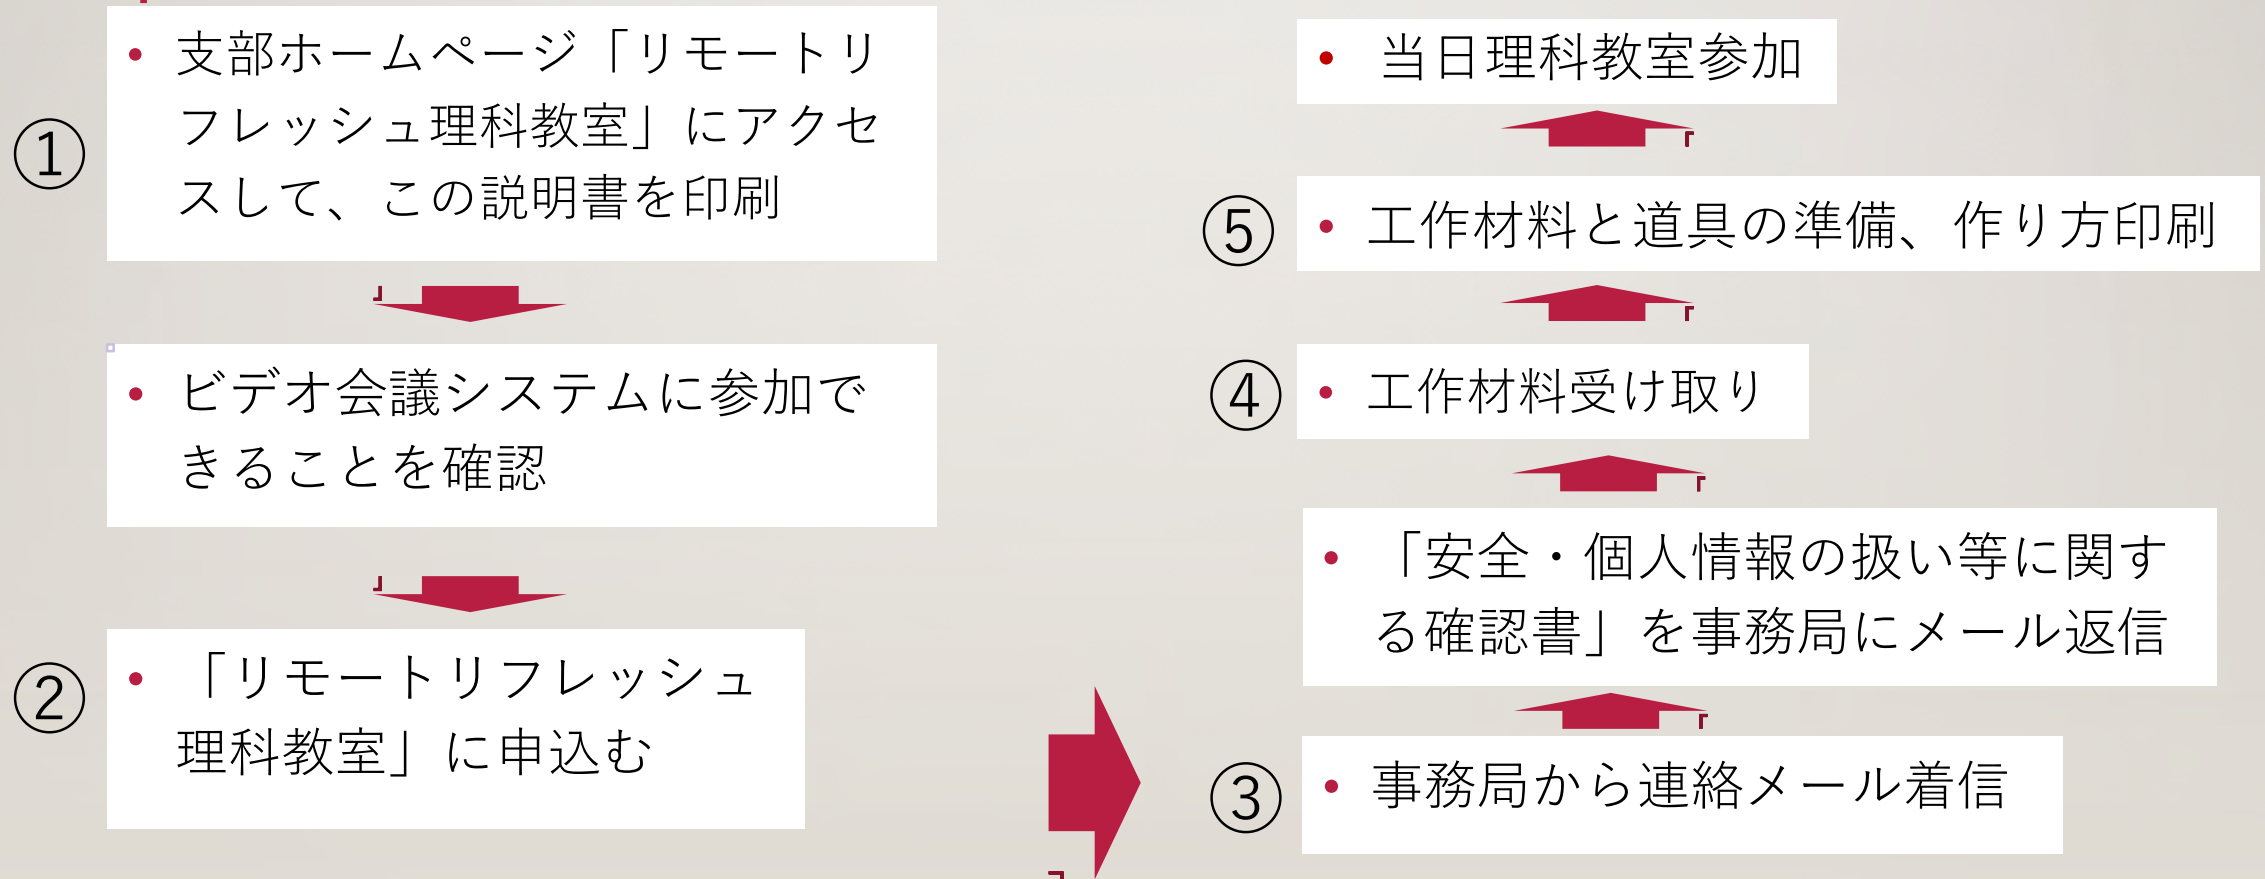 ①
• 支部ホームページ「リモートリ
フレッシュ理科教室」にアクセ
スして、この説明書を印刷
• ビデオ会議システムに参加で
きることを確認
②
• 「リモートリフレッシュ
理科教室」に申込む
③
• 事務局から連絡メール着信
• 「安全・個人情報の扱い等に関す
る確認書」を事務局にメール返信
④
• 工作材料受け取り
⑤
• 工作材料と道具の準備、作り方印刷
• 当日理科教室参加